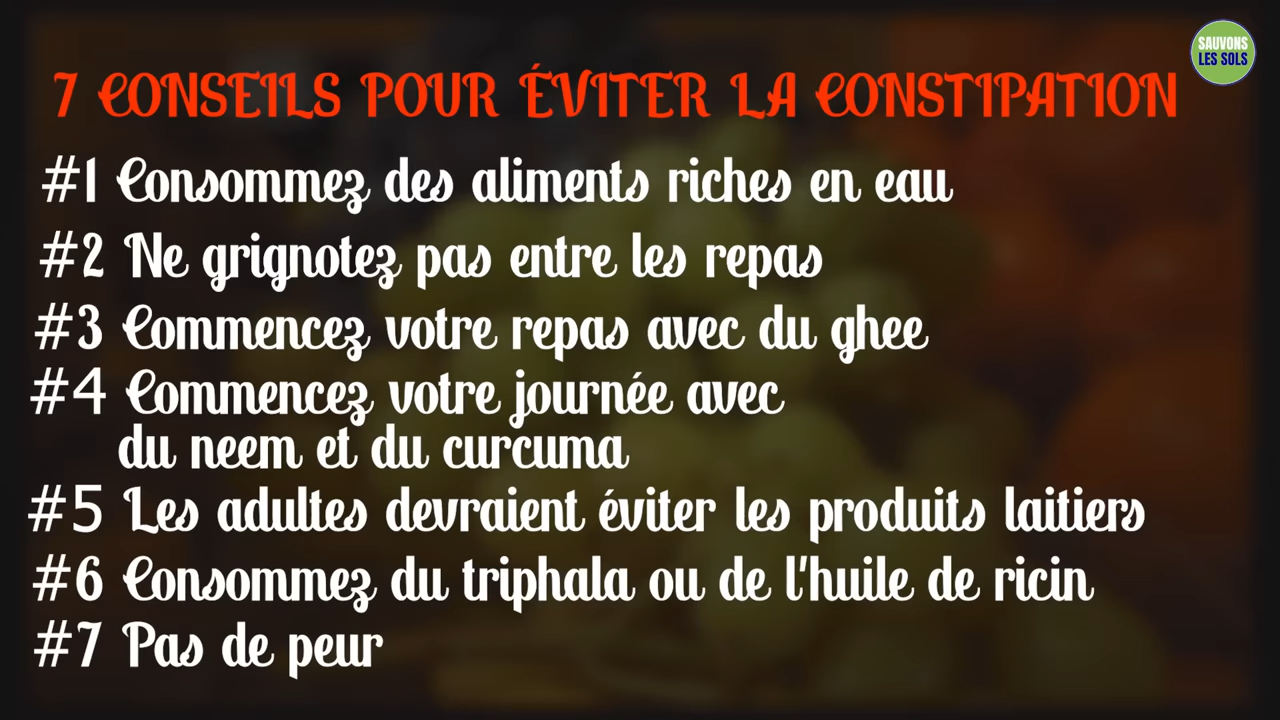 SAUVONS
LES SOLS
7 CONSEILS POUR ÉVITER LA CONSTIPATION
#1 Consommez des aliments riches en eau
#2 Ne grignotez pas entre les repas
#3 Commencez votre repas avec du ghee
#4 Commencez votre journée avec
du neem et du curcuma
#5 Les adultes devraient éviter les produits laitiers
#6 Consommez du triphala ou de l'huile de ricin
#7 Pas de peur